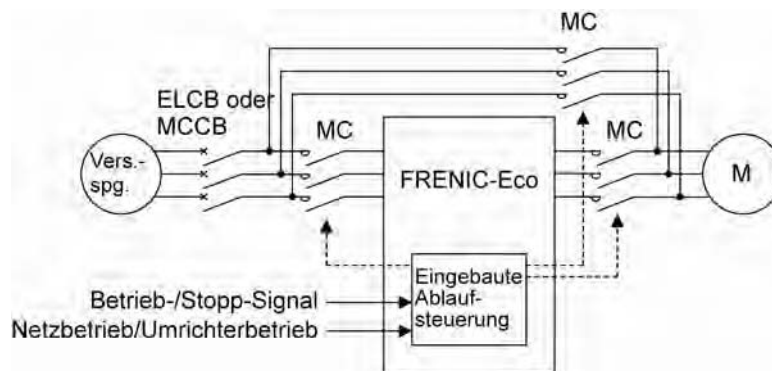 MC
ELCB oder
MCCB
MC
MC
Vers.-
spg.
FRENIC-Eco
M
Eingebaute
Ablauf-
steuerung
Betrieb-/Stopp-Signal
Netzbetrieb/Umrichterbetrieb